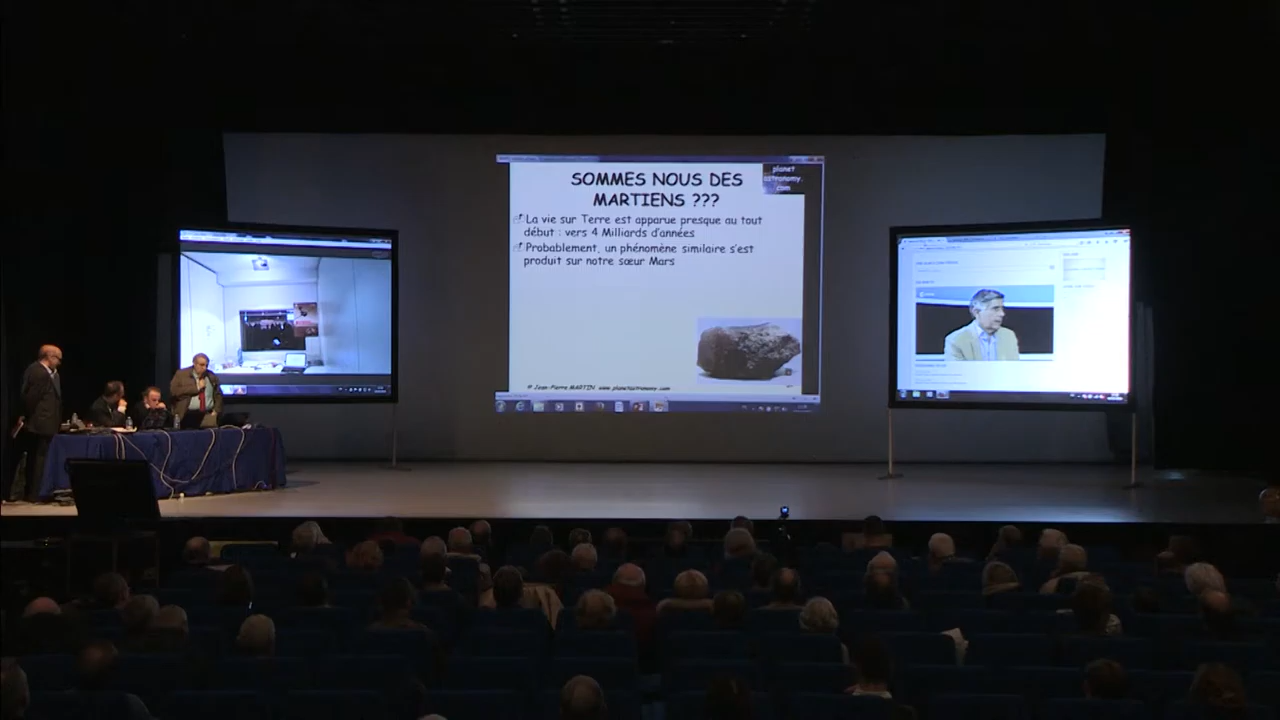 SOMMES NOUS DES
MARTIENS ???
planet
astronomy.
com
La vie sur Terre est apparue presque au tout
début : vers 4 Milliards d'années
Probablement, un phénomène similaire s'est
produit sur notre sœur Mars
© Jean-Pierre MARTIN www.planetastronomy.com